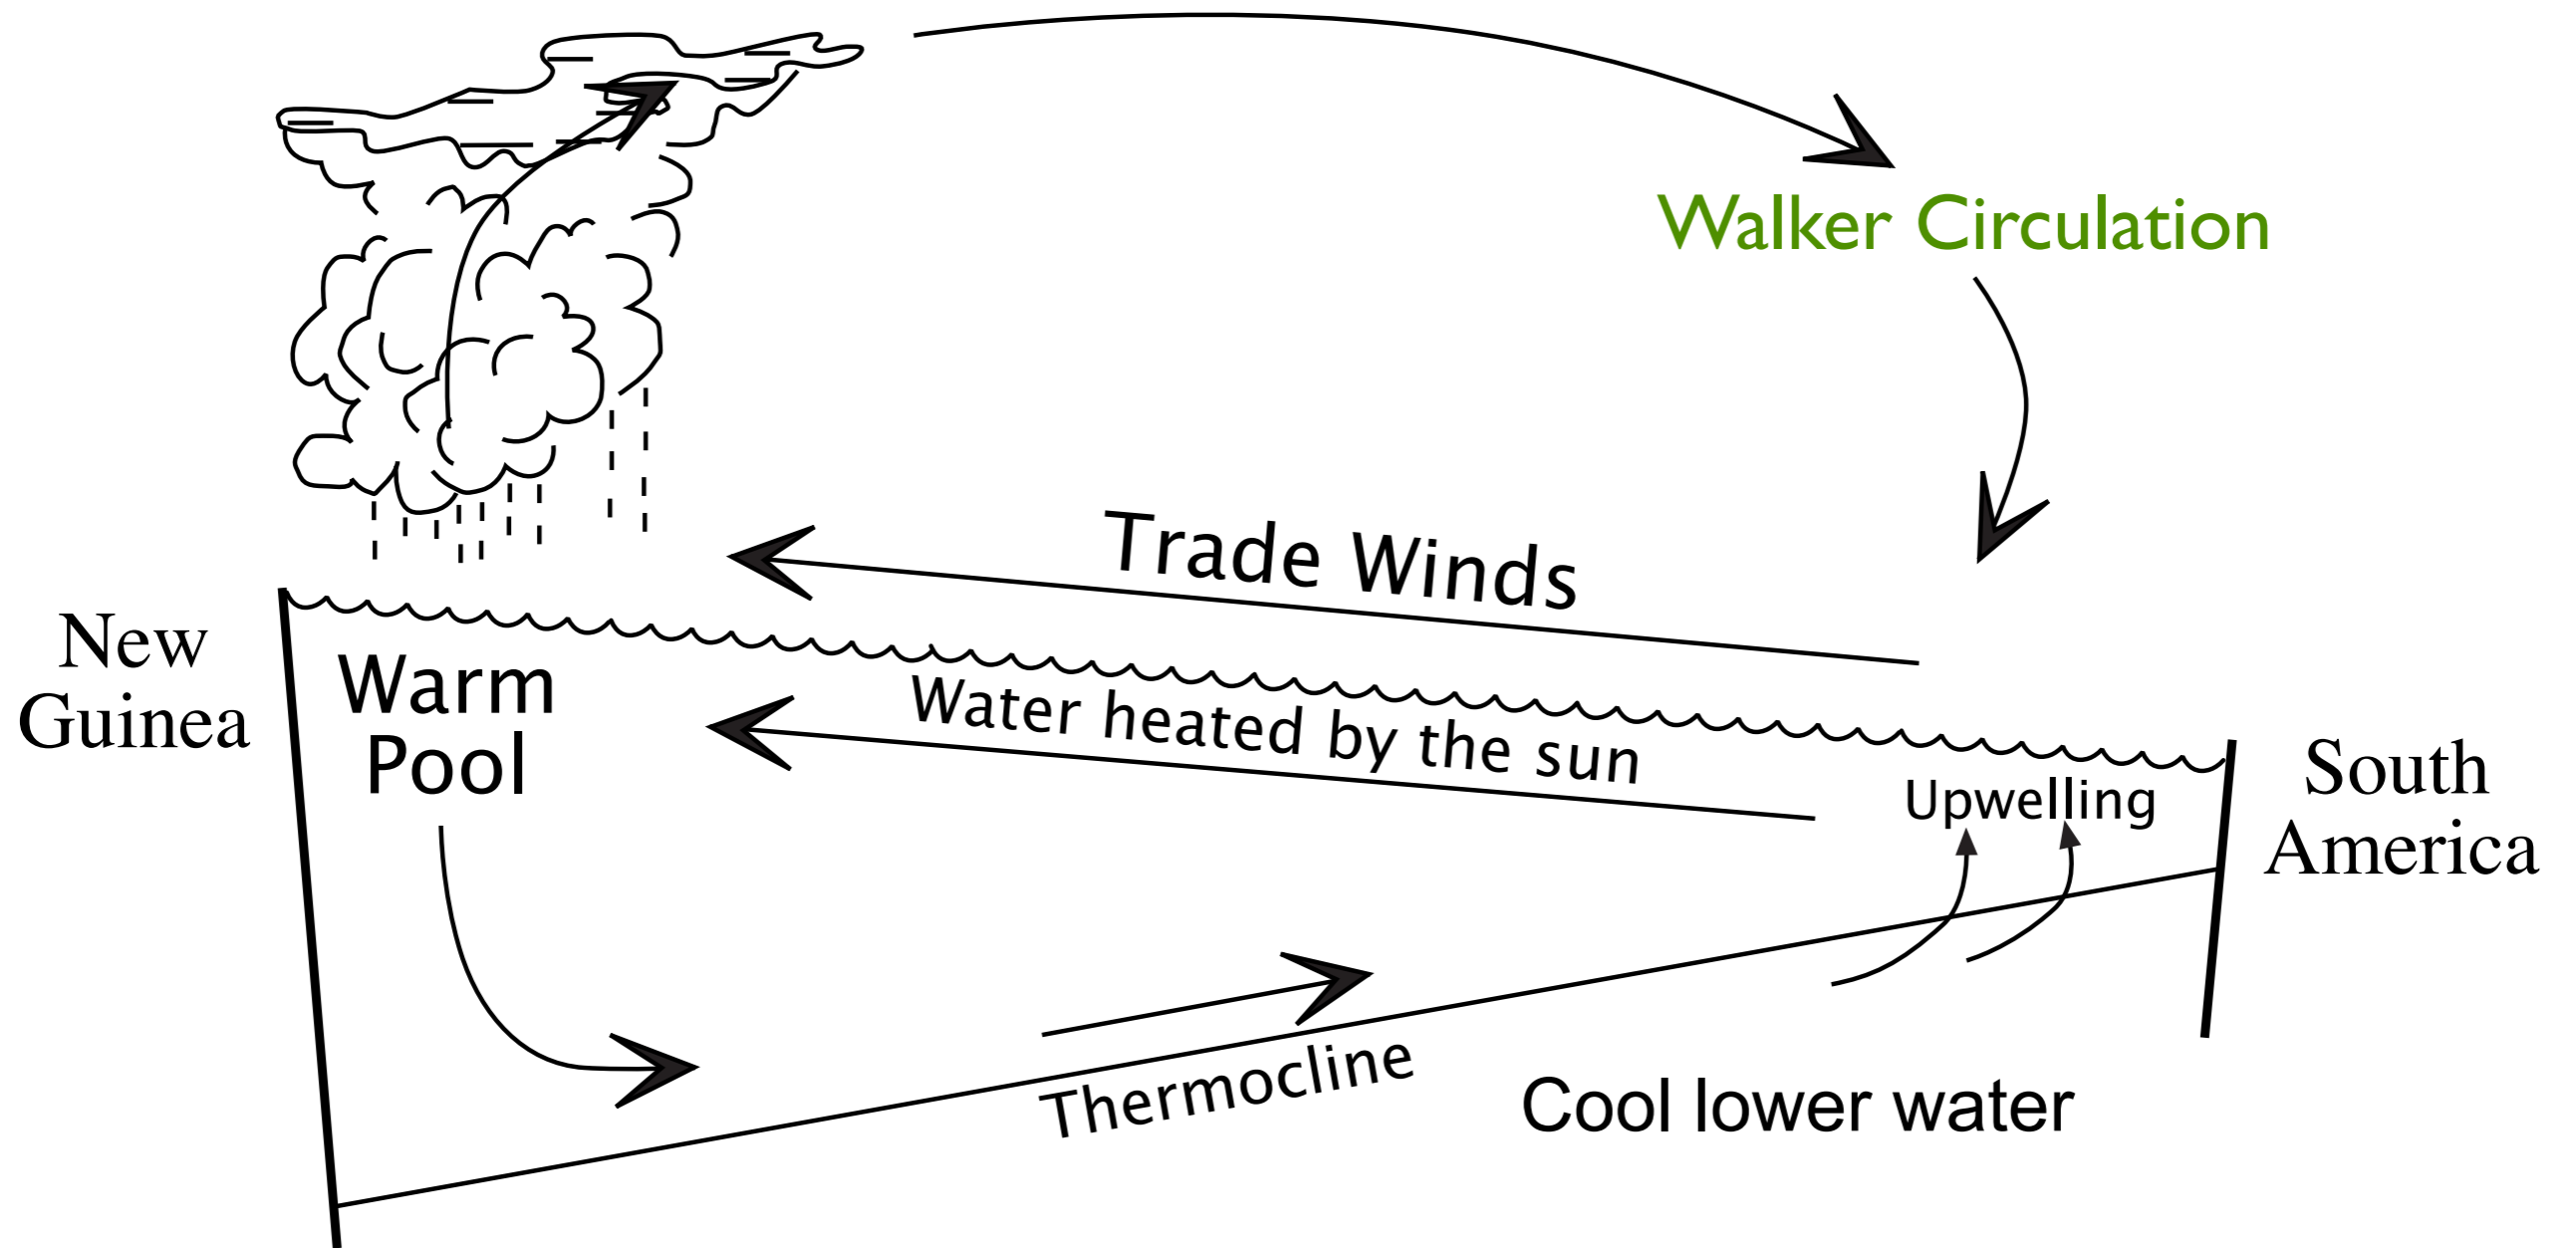 Walker Circulation
Trade Winds
New
Guinea
Warm
Pool
Water heated by the sun
Upwelling
South
America
Thermocline
Cool lower water